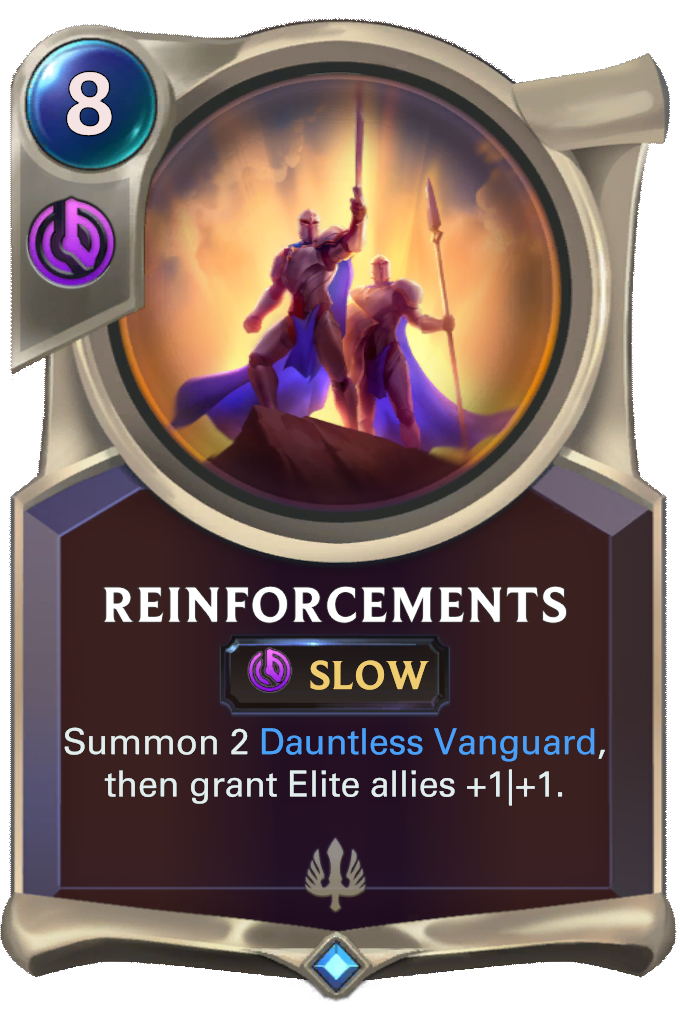 8
REINFORCEMENTS
SLOW
Summon 2 Dauntless Vanguard,
then grant Elite allies +1|+1.